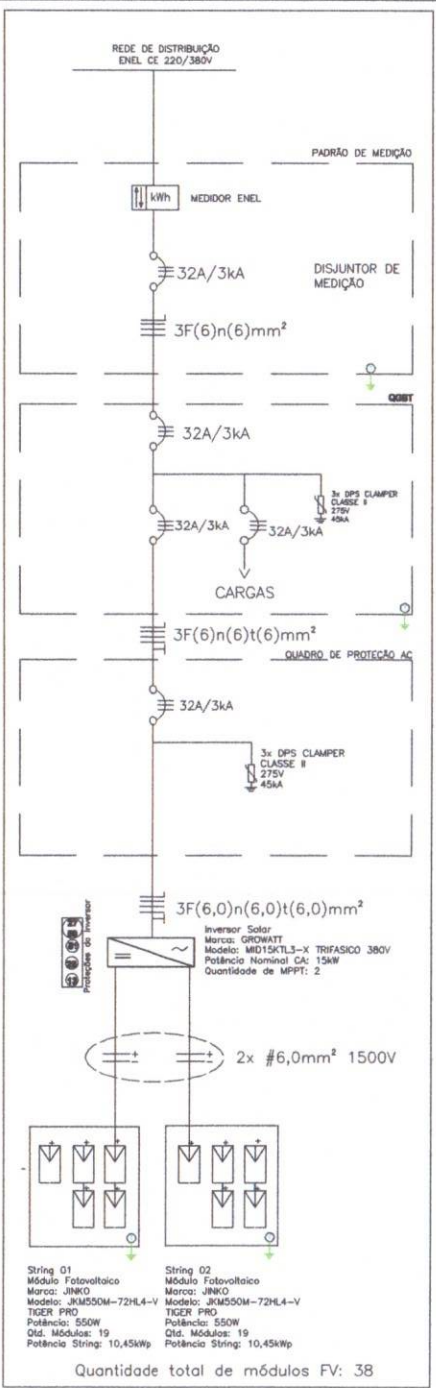 REDE DE DISTRIBUIÇÃO
ENEL CE 220/380V
PADRÃO DE MEDIÇÃO
kWh
MEDIDOR ENEL
32A/3kA
DISJUNTOR DE
MEDIÇÃO
3F(6)n(6)mm²
QGBT
32A/3kA
3x DPS CLAMPER
CLASSE II
275V
45kA
32A/3kA
32A/3kA
CARGAS
3F(6)n(6)t(6)mm²
QUADRO DE PROTEÇÃO AC
32A/3kA
3x DPS CLAMPER
CLASSE II
275V
45kA
3F(6,0)n(6,0)t(6,0)mm²
Proteções do Inversor
Inversor Solar
Marca: GROWATT
Modelo: MID15KTL3-X TRIFASICO 380V
Potência Nominal CA: 15kW
Quantidade de MPPT: 2
2x #6,0mm² 1500V
String 01
Módulo Fotovoltaico
Marca: JINKO
Modelo: JKM550M-72HL4-V
TIGER PRO
Potência: 550W
Qtd. Módulos: 19
Potência String: 10,45kWp
String 02
Módulo Fotovoltaico
Marca: JINKO
Modelo: JKM550M-72HL4-V
TIGER PRO
Potência: 550W
Qtd. Módulos: 19
Potência String: 10,45kWp
Quantidade total de módulos FV: 38